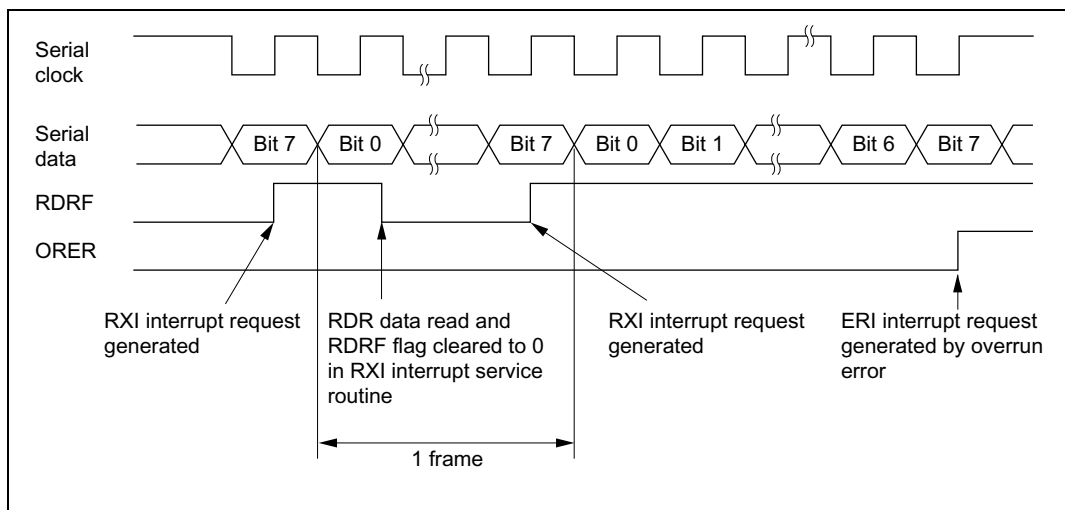 Serial
clock
Serial
data
Bit 7
Bit 0
Bit 7
Bit 0
Bit 1
Bit 6
Bit 7
RDRF
ORER
RXI interrupt request
generated
RDR data read and
RDRF flag cleared to 0
in RXI interrupt service
routine
RXI interrupt request
generated
ERI interrupt request
generated by overrun
error
1 frame